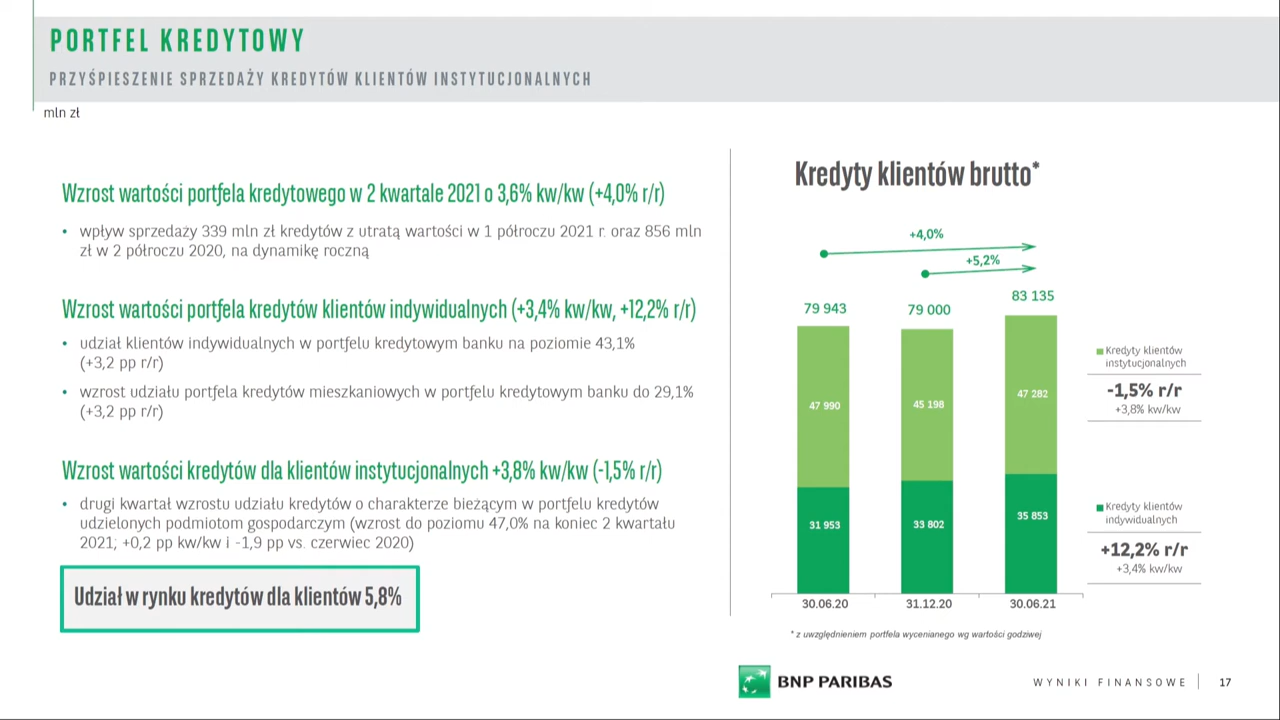 PORTFEL KREDYTOWY
PRZYŚPIESZENIE SPRZEDAŻY KREDYTÓW KLIENTÓW INSTYTUCJONALNYCH
mln zł
Wzrost wartości portfela kredytowego w 2 kwartale 2021 o 3,6% kw/kw (+4,0% r/r)
• wpływ sprzedaży 339 mln zł kredytów z utratą wartości w 1 półroczu 2021 r. oraz 856 mln
zł w 2 półroczu 2020, na dynamikę roczną
Wzrost wartości portfela kredytów klientów indywidualnych (+3,4% kw/kw, +12,2% r/r)
• udział klientów indywidualnych w portfelu kredytowym banku na poziomie 43,1%
(+3,2 pp r/r)
• wzrost udziału portfela kredytów mieszkaniowych w portfelu kredytowym banku do 29,1%
(+3,2 pp r/r)
Wzrost wartości kredytów dla klientów instytucjonalnych +3,8% kw/kw (-1,5% r/r)
• drugi kwartał wzrostu udziału kredytów o charakterze bieżącym w portfelu kredytów
udzielonych podmiotom gospodarczym (wzrost do poziomu 47,0% na koniec 2 kwartału
2021; +0,2 pp kw/kw i -1,9 pp vs. czerwiec 2020)
Udział w rynku kredytów dla klientów 5,8%
Kredyty klientów brutto*
+4,0%
+5,2%
79 943
79 000
83 135
47 990
45 198
47 282
31 953
33 802
35 853
30.06.20
31.12.20
30.06.21
Kredyty klientów
instytucjonalnych
-1,5% r/r
+3,8% kw/kw
Kredyty klientów
indywidualnych
+12,2% r/r
+3,4% kw/kw
* z uwzględnieniem portfela wycenianego wg wartości godziwej
BNP PARIBAS
WYNIKI FINANSOWE
17